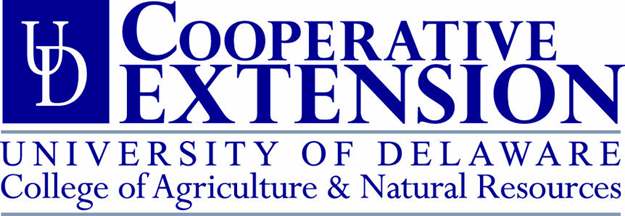 UD
COOPERATIVE
EXTENSION
UNIVERSITY OF DELAWARE
College of Agriculture & Natural Resources